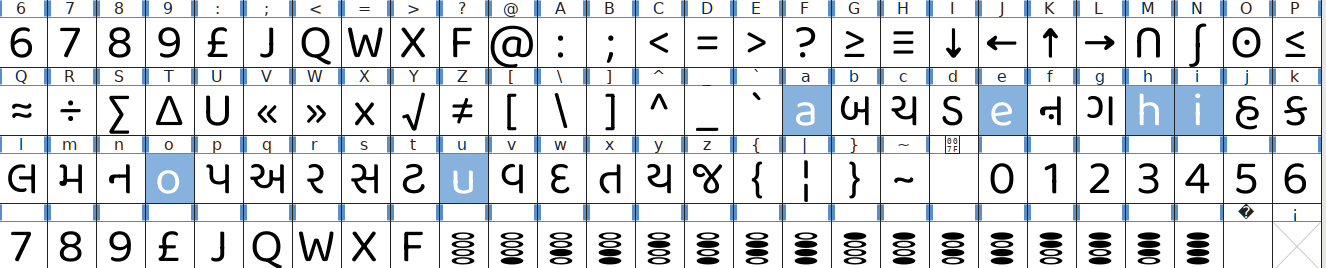 6 7 8 9 : ; < = > ? @ A B C D E F G H I J K L M N O P
6 7 8 9 £ J Q W X F @ : ; < = > ? ≥ ≡ ↓ ← ↑ → ∩ ∫ ʘ ≤
Q R S T U V W X Y Z [ \ ] ^ _ ` a b c d e f g h i j k
≈ ÷ ∑ ∆ U « » x √ ≠ [ \ ] ^ _ ` a બ ચ ડ e ગ h i હ ક
l m n o p q r s t u v w x y z { | } ~ 007F
લ મ ન o પ અ ર સ ટ u વ દ ત ય જ { ¦ } ~ 0 1 2 3 4 5 6
� ¡
7 8 9 £ J Q W X F